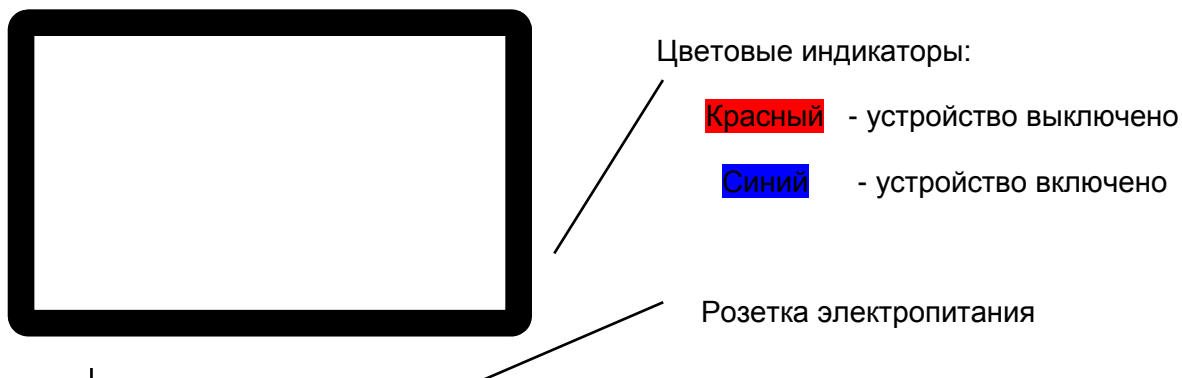 Цветовые индикаторы:
Красный - устройство выключено
Синий - устройство включено
Розетка электропитания